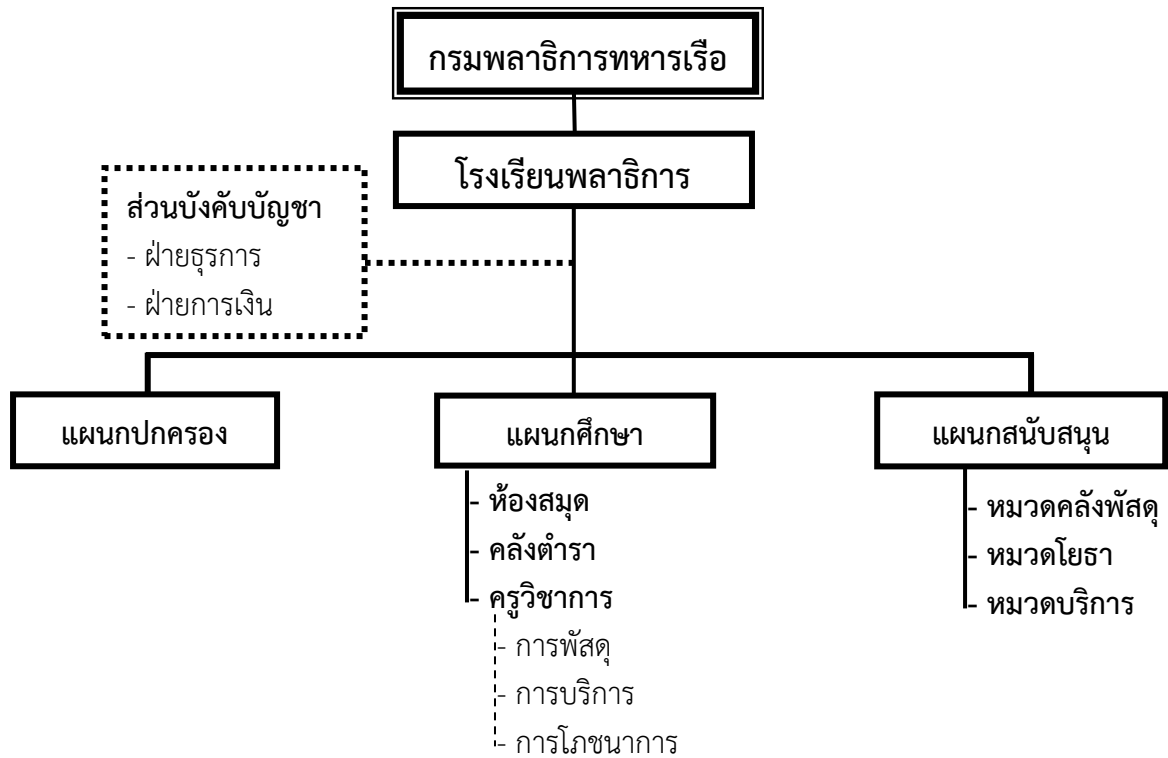 กรมพลาธิการทหารเรือ
โรงเรียนพลาธิการ
ส่วนบังคับบัญชา
- ฝ่ายธุรการ
- ฝ่ายการเงิน
แผนกปกครอง
แผนกศึกษา
- ห้องสมุด
- คลังตำรา
- ครูวิชาการ
- การพัสดุ
- การบริการ
- การโภชนาการ
แผนกสนับสนุน
- หมวดคลังพัสดุ
- หมวดโยธา
- หมวดบริการ